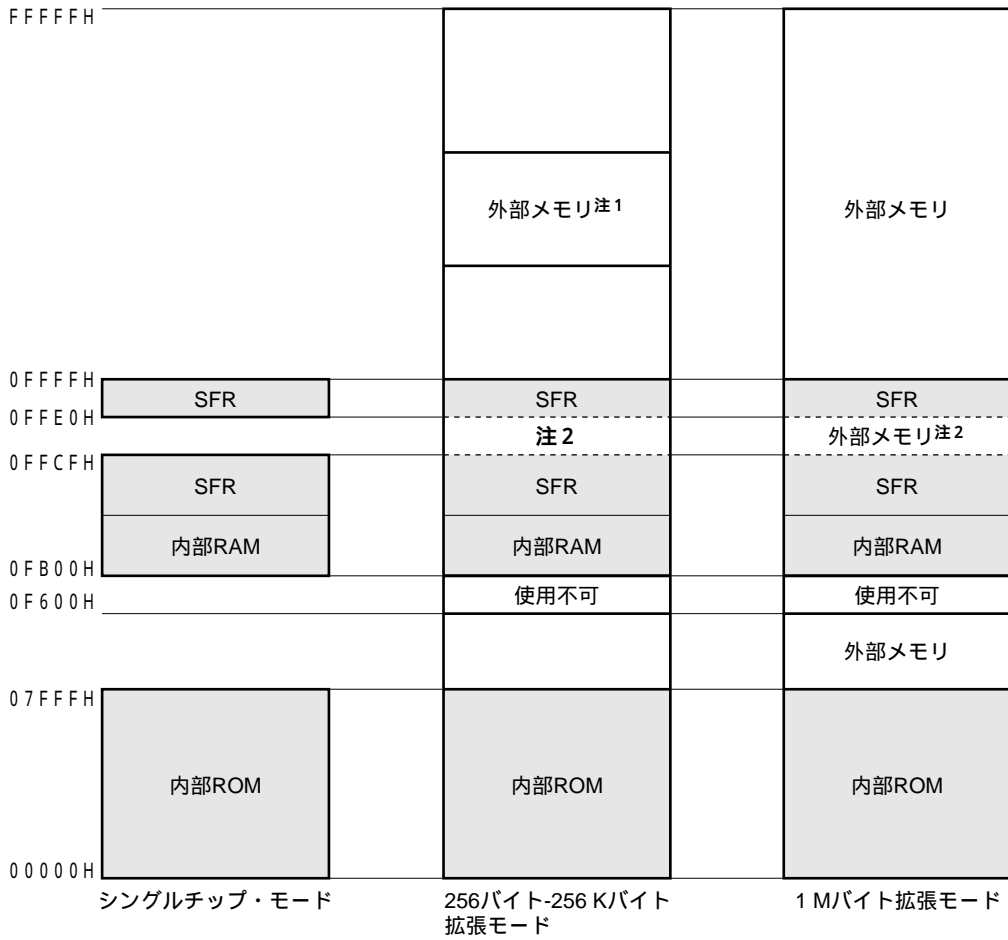 FFFFFH
外部メモリ注1
外部メモリ
0FFFFH
SFR
SFR
SFR
0FFE0H
注2
外部メモリ注2
0FFCFH
SFR
SFR
SFR
内部RAM
内部RAM
内部RAM
0FB00H
使用不可
使用不可
0F600H
外部メモリ
07FFFH
内部ROM
内部ROM
内部ROM
00000H
シングルチップ・モード
256バイト-256 Kバイト
拡張モード
1 Mバイト拡張モード